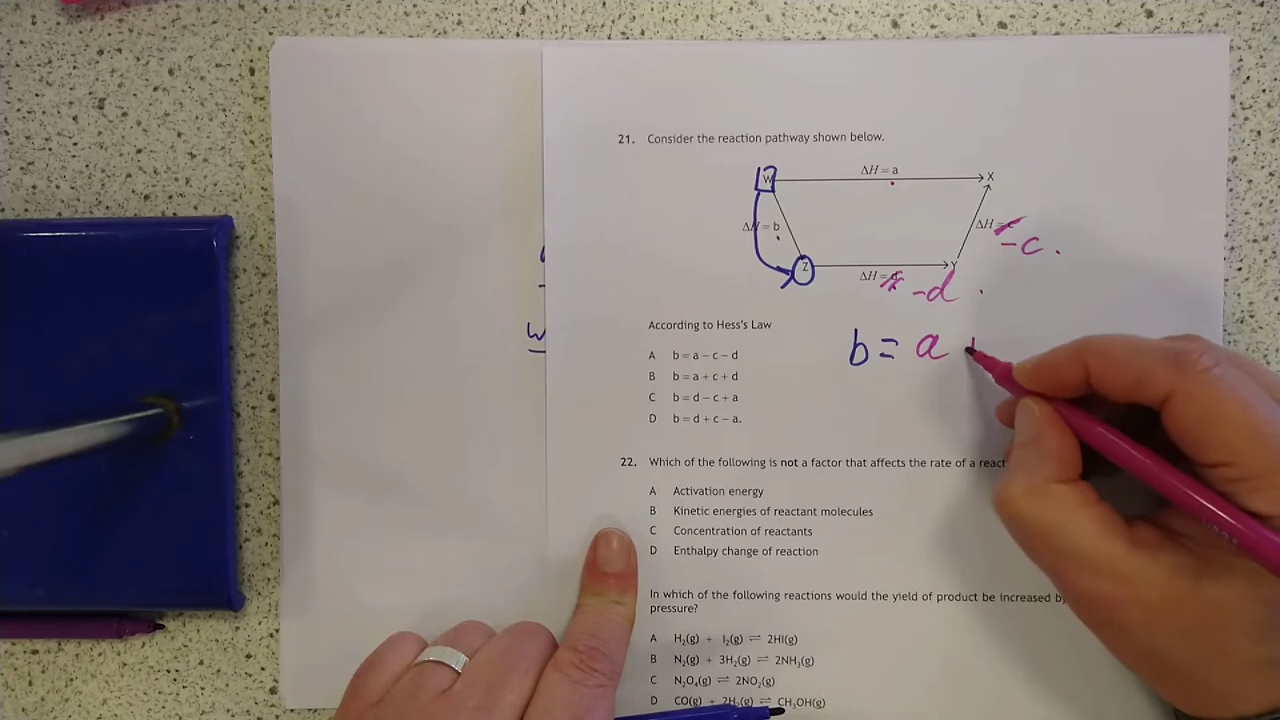 21. Consider the reaction pathway shown below.
W ΔH = a X
ΔH = b
ΔH =
-c.
Z Y
ΔH =
-d.
According to Hess's Law
A b = a – c – d
B b = a + c + d
C b = d – c + a
D b = d + c – a.
b = a
22. Which of the following is not a factor that affects the rate of a react
A Activation energy
B Kinetic energies of reactant molecules
C Concentration of reactants
D Enthalpy change of reaction
In which of the following reactions would the yield of product be increased by
pressure?
A H₂(g) + I₂(g) ⇌ 2HI(g)
B N₂(g) + 3H₂(g) ⇌ 2NH₃(g)
C N₂O₄(g) ⇌ 2NO₂(g)
D CO(g) + 2H₂(g) ⇌ CH₃OH(g)